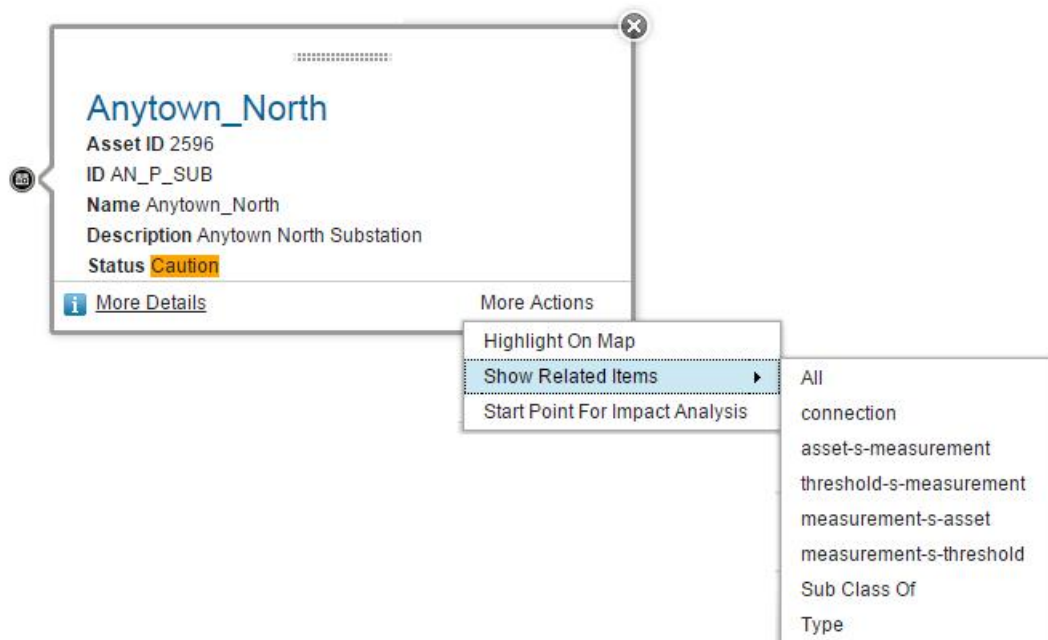 Anytown_North
Asset ID 2596
ID AN_P_SUB
Name Anytown_North
Description Anytown North Substation
Status Caution
More Details
More Actions
Highlight On Map
Show Related Items
Start Point For Impact Analysis
All
connection
asset-s-measurement
threshold-s-measurement
measurement-s-asset
measurement-s-threshold
Sub Class Of
Type